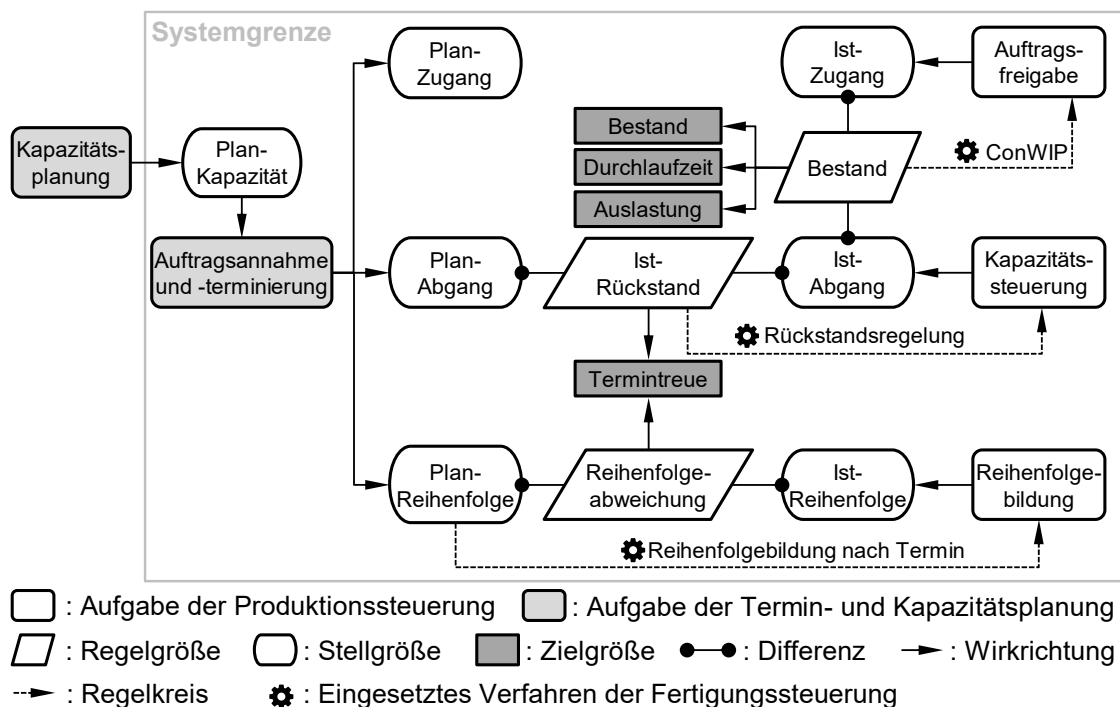 Systemgrenze
Plan-
Zugang
Ist-
Zugang
Auftrags-
freigabe
Kapazitäts-
planung
Plan-
Kapazität
Bestand
Durchlaufzeit
Auslastung
Bestand
ConWIP
Auftragsannahme
und -terminierung
Plan-
Abgang
Ist-
Rückstand
Ist-
Abgang
Kapazitäts-
steuerung
Rückstandsregelung
Termintreue
Plan-
Reihenfolge
Reihenfolge-
abweichung
Ist-
Reihenfolge
Reihenfolge-
bildung
Reihenfolgebildung nach Termin
: Aufgabe der Produktionssteuerung
: Aufgabe der Termin- und Kapazitätsplanung
: Regelgröße
: Stellgröße
: Zielgröße
: Differenz
: Wirkrichtung
: Regelkreis
: Eingesetztes Verfahren der Fertigungssteuerung